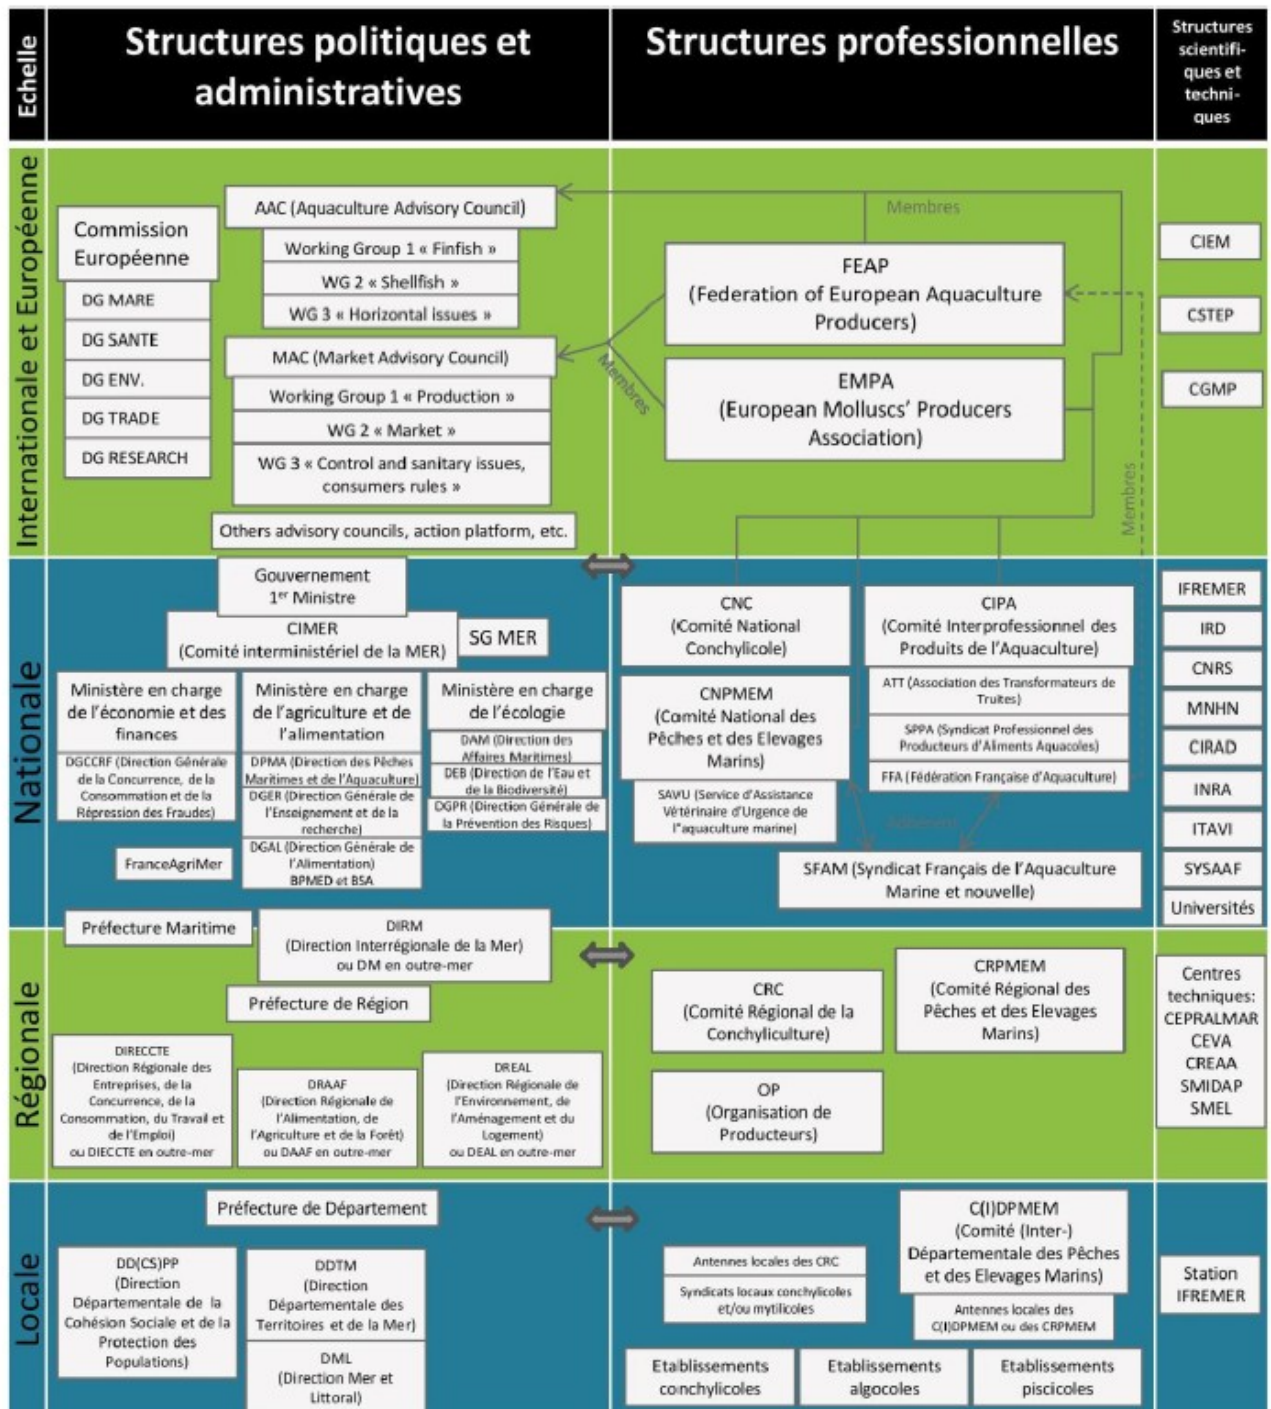 Echelle
Structures politiques et
administratives
Structures professionnelles
Structures
scientifi-
ques et
techni-
ques
Internationale et Européenne
Commission
Européenne
DG MARE
DG SANTE
DG ENV.
DG TRADE
DG RESEARCH
AAC (Aquaculture Advisory Council)
Working Group 1 « Finfish »
WG 2 « Shellfish »
WG 3 « Horizontal issues »
MAC (Market Advisory Council)
Working Group 1 « Production »
WG 2 « Market »
WG 3 « Control and sanitary issues,
consumers rules »
Others advisory councils, action platform, etc.
Membres
FEAP
(Federation of European Aquaculture
Producers)
Membres
EMPA
(European Molluscs’ Producers
Association)
Membres
CIEM
CSTEP
CGMP
Nationale
Gouvernement
1er Ministre
CIMER
(Comité interministériel de la MER)
SG MER
Ministère en charge
de l’économie et des
finances
DGCCRF (Direction Générale
de la Concurrence, de la
Consommation et de la
Répression des Fraudes)
FranceAgriMer
Ministère en charge
de l’agriculture et de
l’alimentation
DPMA (Direction des Pêches
Maritimes et de l’Aquaculture)
DGER (Direction Générale de
l’Enseignement et de la
recherche)
DGAL (Direction Générale de
l’Alimentation)
BPMED et BSA
Ministère en charge
de l’écologie
DAM (Direction des
Affaires Maritimes)
DEB (Direction de l’Eau et
de la Biodiversité)
DGPR (Direction Générale de
la Prévention des Risques)
CNC
(Comité National
Conchylicole)
CNPMEM
(Comité National des
Pêches et des Elevages
Marins)
SAVU (Service d’Assistance
Vétérinaire d’Urgence de
l’’aquaculture marine)
CIPA
(Comité Interprofessionnel des
Produits de l’Aquaculture)
ATT (Association des Transformateurs de
Truites)
SPPA (Syndicat Professionnel des
Producteurs d’Aliments Aquacoles)
FFA (Fédération Française d’Aquaculture)
Adhérent
SFAM (Syndicat Français de l’Aquaculture
Marine et nouvelle)
IFREMER
IRD
CNRS
MNHN
CIRAD
INRA
ITAVI
SYSAAF
Universités
Préfecture Maritime
DIRM
(Direction Interrégionale de la Mer)
ou DM en outre-mer
Régionale
Préfecture de Région
DIRECCTE
(Direction Régionale des
Entreprises, de la
Concurrence, de la
Consommation, du Travail et
de l’Emploi)
ou DIECCTE en outre-mer
DRAAF
(Direction Régionale de
l’Alimentation, de
l’Agriculture et de la Forêt)
ou DAAF en outre-mer
DREAL
(Direction Régionale de
l’Environnement, de
l’Aménagement et du
Logement)
ou DEAL en outre-mer
CRC
(Comité Régional de la
Conchyliculture)
CRPMEM
(Comité Régional des
Pêches et des Elevages
Marins)
OP
(Organisation de
Producteurs)
Centres
techniques:
CEPRALMAR
CEVA
CREAA
SMIDAP
SMEL
Locale
Préfecture de Département
DD(CS)PP
(Direction
Départementale de la
Cohésion Sociale et de la
Protection des
Populations)
DDTM
(Direction
Départementale des
Territoires et de la Mer)
DML
(Direction Mer et
Littoral)
Antennes locales des CRC
Syndicats locaux conchylicoles
et/ou mytilicoles
C(I)DPMEM
(Comité (Inter-)
Départementale des Pêches
et des Elevages Marins)
Antennes locales des
C(I)DPMEM ou des CRPMEM
Etablissements
conchylicoles
Etablissements
algocoles
Etablissements
piscicoles
Station
IFREMER